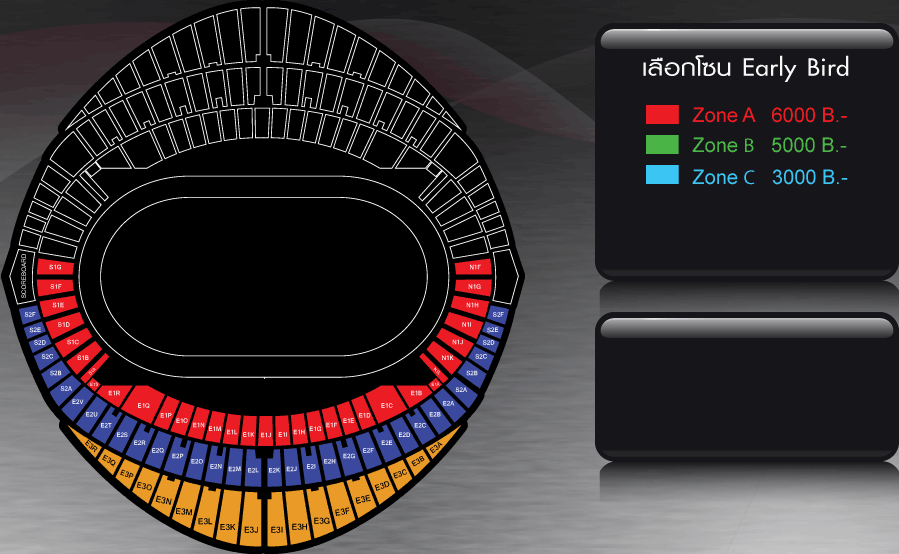 เลือกโซน Early Bird
Zone A 6000 B.-
Zone B 5000 B.-
Zone C 3000 B.-
SCOREBOARD
S1G
S1F
S1E
S1D
S1C
S1B
N1F
N1G
N1H
N1I
N1J
N1K
S2F
S2E
S2D
S2C
S2B
S2A
S2F
S2E
S2D
S2C
S2B
S2A
E1R E1Q E1P E1O E1N E1M E1L E1K E1J E1I E1H E1G E1F E1E E1D E1C E1B
E2V E2U E2T E2S E2R E2Q E2P E2O E2N E2M E2L E2K E2J E2I E2H E2G E2F E2E E2D E2C E2B E2A
E3R E3Q E3P E3O E3N E3M E3L E3K E3J E3I E3H E3G E3F E3E E3D E3C E3B E3A